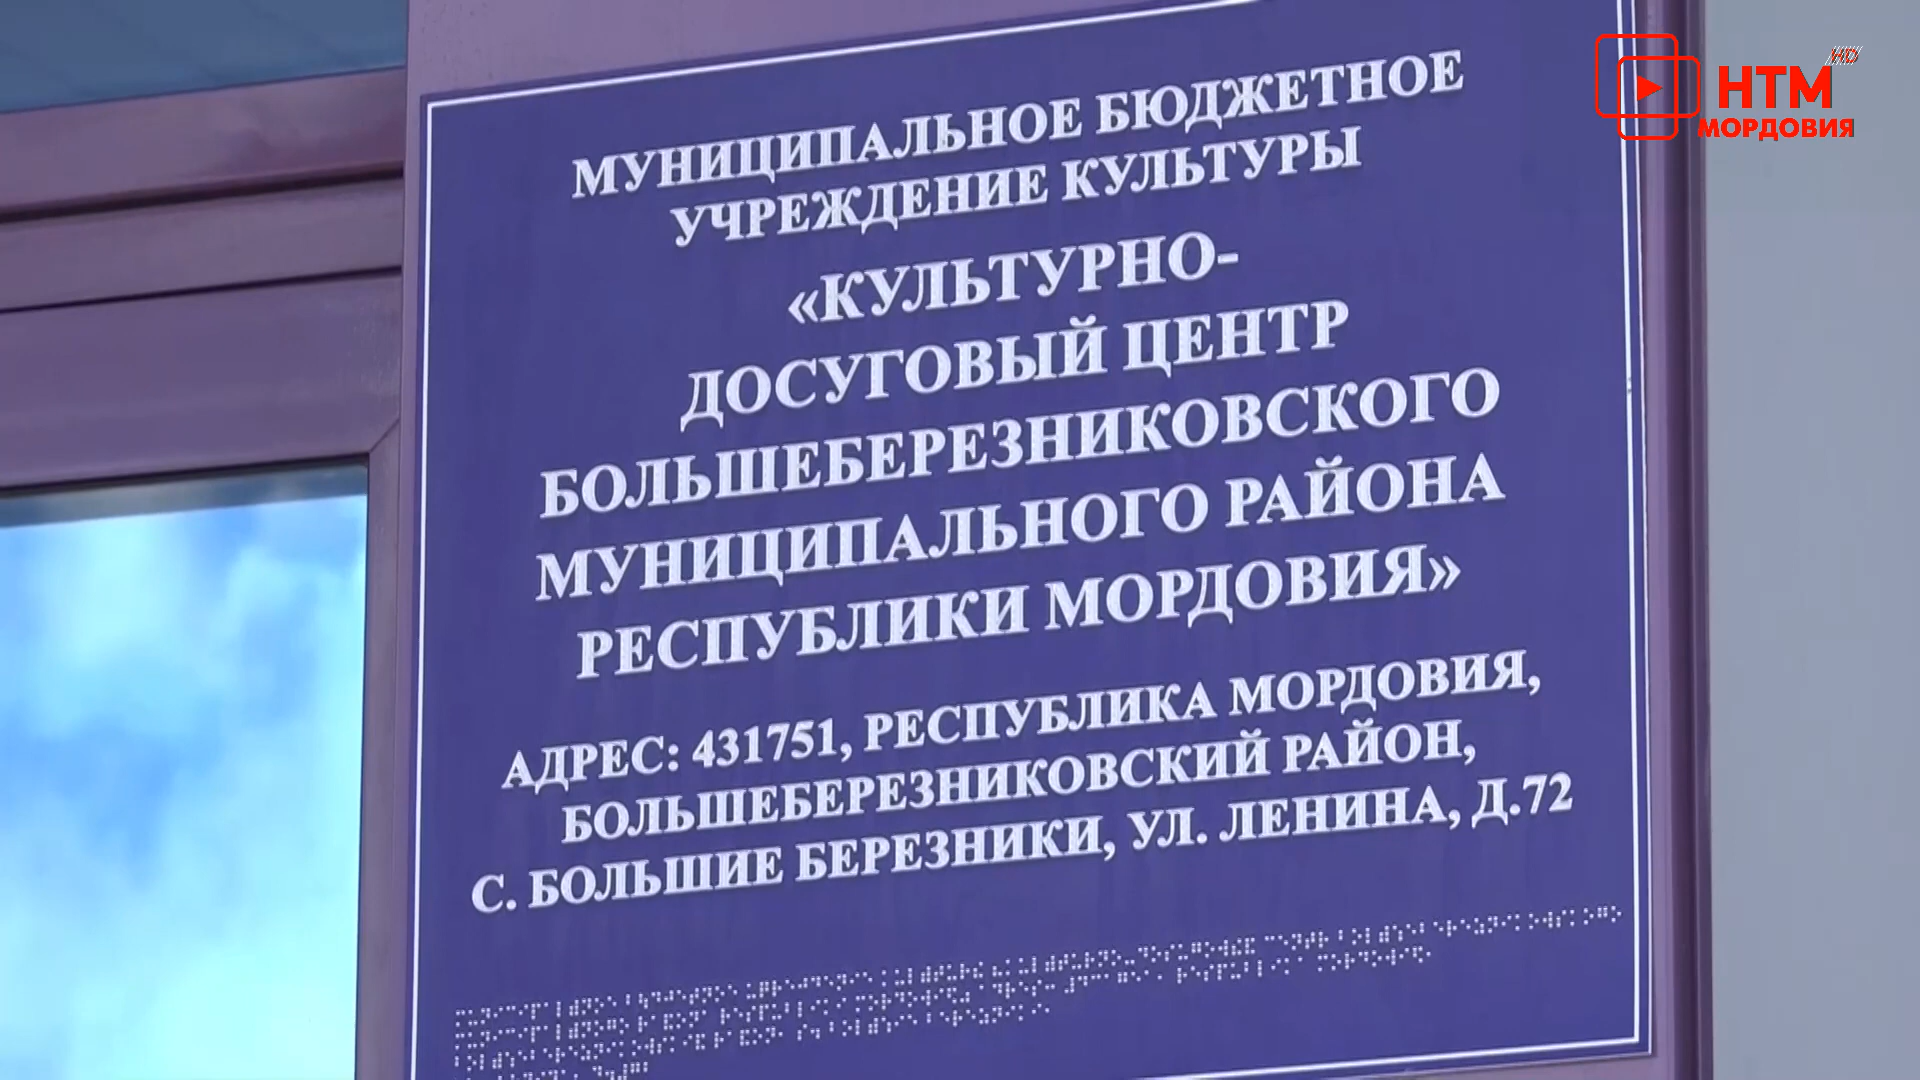 НТМ HD
МОРДОВИЯ
МУНИЦИПАЛЬНОЕ БЮДЖЕТНОЕ
УЧРЕЖДЕНИЕ КУЛЬТУРЫ
«КУЛЬТУРНО-
ДОСУГОВЫЙ ЦЕНТР
БОЛЬШЕБЕРЕЗНИКОВСКОГО
МУНИЦИПАЛЬНОГО РАЙОНА
РЕСПУБЛИКИ МОРДОВИЯ»
АДРЕС: 431751, РЕСПУБЛИКА МОРДОВИЯ,
БОЛЬШЕБЕРЕЗНИКОВСКИЙ РАЙОН,
С. БОЛЬШИЕ БЕРЕЗНИКИ, УЛ. ЛЕНИНА, Д.72